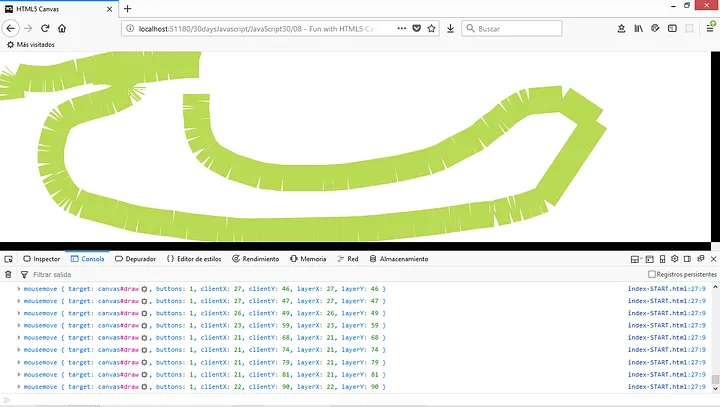 HTML5 Canvas
localhost:51180/30daysJavascript/JavaScript30/08 - Fun with HTML5 Can
Buscar
Más visitados
Inspector Consola Depurador Editor de estilos Rendimiento Memoria Red Almacenamiento
Filtrar salida Registros persistentes
mousemove { target: canvas#draw, buttons: 1, clientX: 27, clientY: 46, layerX: 27, layerY: 46 } index-START.html:27:9
mousemove { target: canvas#draw, buttons: 1, clientX: 27, clientY: 47, layerX: 27, layerY: 47 } index-START.html:27:9
mousemove { target: canvas#draw, buttons: 1, clientX: 26, clientY: 49, layerX: 26, layerY: 49 } index-START.html:27:9
mousemove { target: canvas#draw, buttons: 1, clientX: 23, clientY: 59, layerX: 23, layerY: 59 } index-START.html:27:9
mousemove { target: canvas#draw, buttons: 1, clientX: 21, clientY: 68, layerX: 21, layerY: 68 } index-START.html:27:9
mousemove { target: canvas#draw, buttons: 1, clientX: 21, clientY: 74, layerX: 21, layerY: 74 } index-START.html:27:9
mousemove { target: canvas#draw, buttons: 1, clientX: 21, clientY: 79, layerX: 21, layerY: 79 } index-START.html:27:9
mousemove { target: canvas#draw, buttons: 1, clientX: 21, clientY: 81, layerX: 21, layerY: 81 } index-START.html:27:9
mousemove { target: canvas#draw, buttons: 1, clientX: 22, clientY: 90, layerX: 22, layerY: 90 } index-START.html:27:9